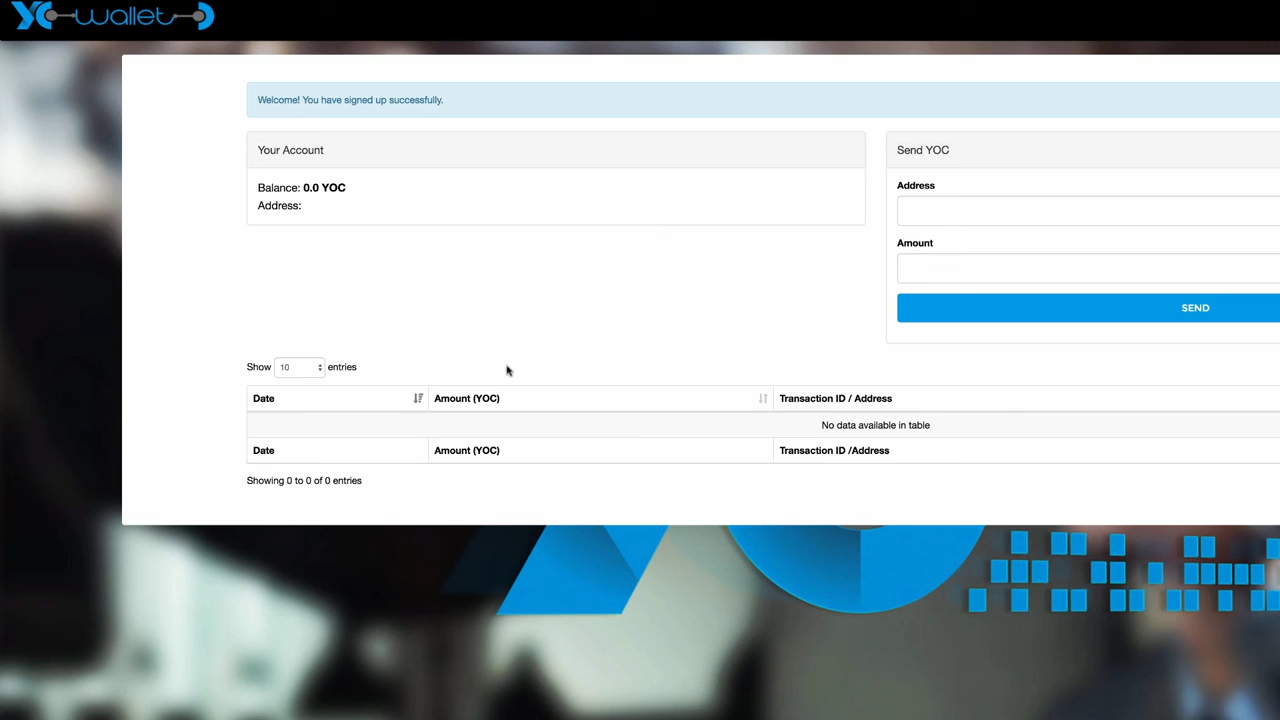 YC wallet
Welcome! You have signed up successfully.
Your Account
Balance: 0.0 YOC
Address:
Send YOC
Address
Amount
SEND
Show 10 entries
Date Amount (YOC) Transaction ID / Address
No data available in table
Date Amount (YOC) Transaction ID /Address
Showing 0 to 0 of 0 entries